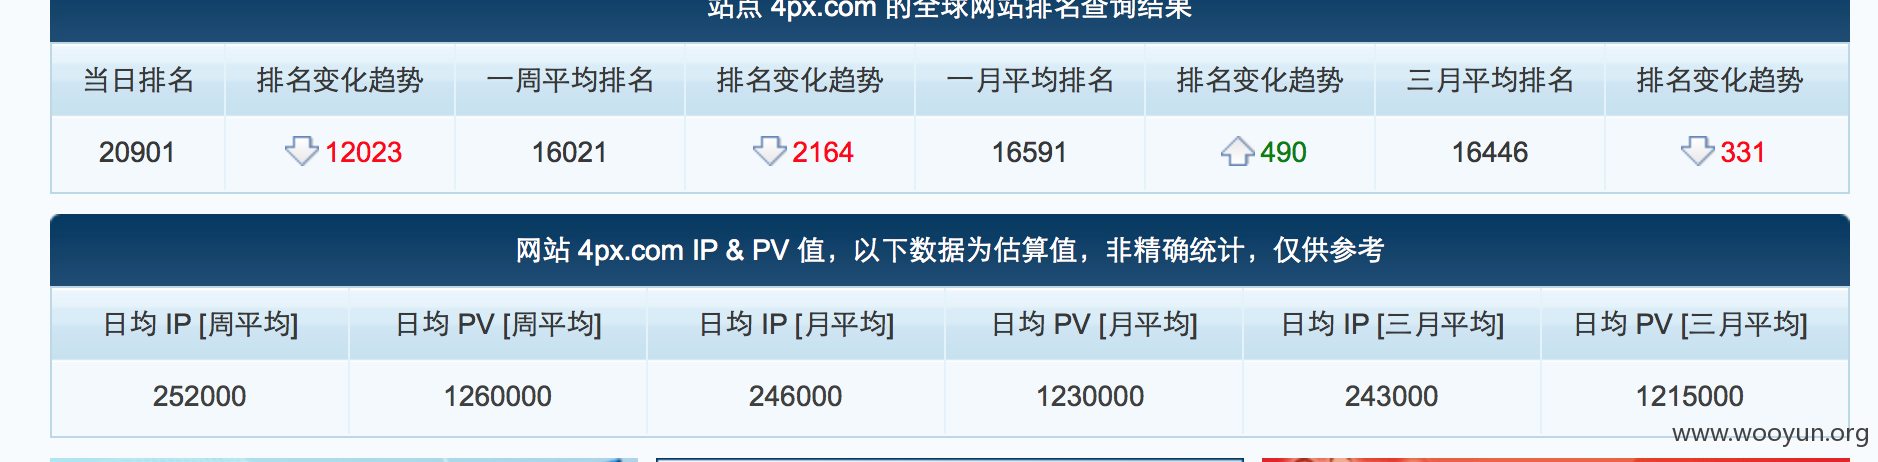 站点 4px.com 的全球网站排名查询结果
当日排名 排名变化趋势 一周平均排名 排名变化趋势 一月平均排名 排名变化趋势 三月平均排名 排名变化趋势
20901 12023 16021 2164 16591 490 16446 331
网站 4px.com IP & PV 值，以下数据为估算值，非精确统计，仅供参考
日均 IP [周平均] 日均 PV [周平均] 日均 IP [月平均] 日均 PV [月平均] 日均 IP [三月平均] 日均 PV [三月平均]
252000 1260000 246000 1230000 243000 1215000
www.wooyun.org